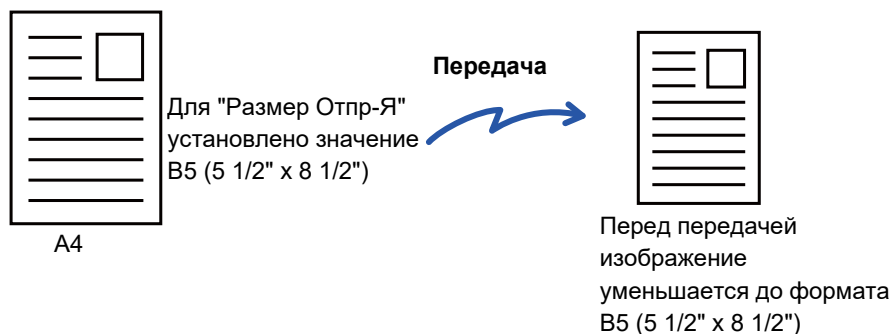 Передача
Для "Размер Отпр-Я"
установлено значение
B5 (5 1/2" x 8 1/2")
A4
Перед передачей
изображение
уменьшается до формата
B5 (5 1/2" x 8 1/2")